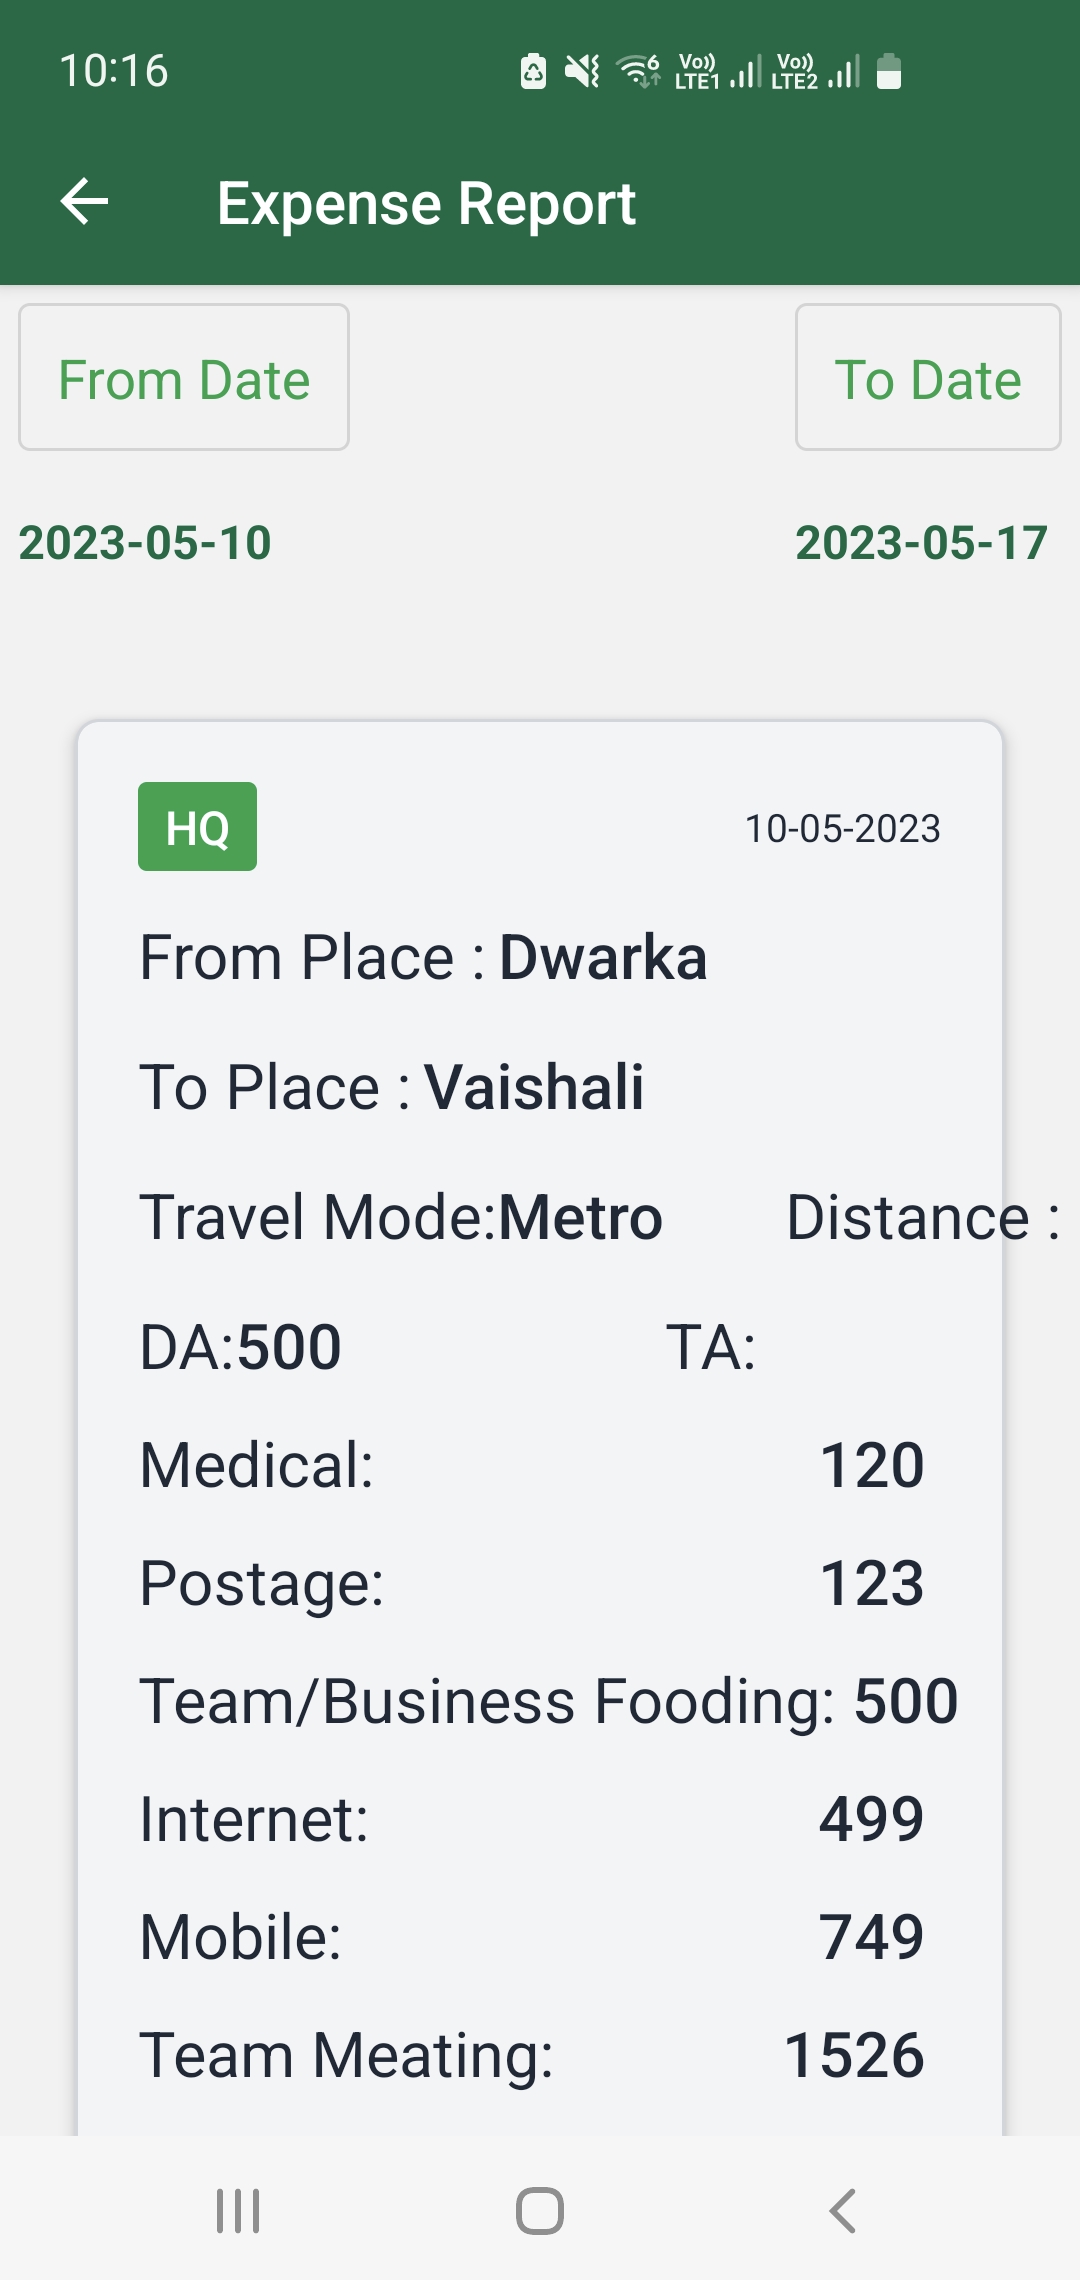 10:16 6 Vo)) LTE1 Vo)) LTE2
Expense Report
From Date To Date
2023-05-10 2023-05-17
HQ 10-05-2023
From Place : Dwarka
To Place : Vaishali
Travel Mode:Metro Distance :
DA:500 TA:
Medical: 120
Postage: 123
Team/Business Fooding: 500
Internet: 499
Mobile: 749
Team Meating: 1526